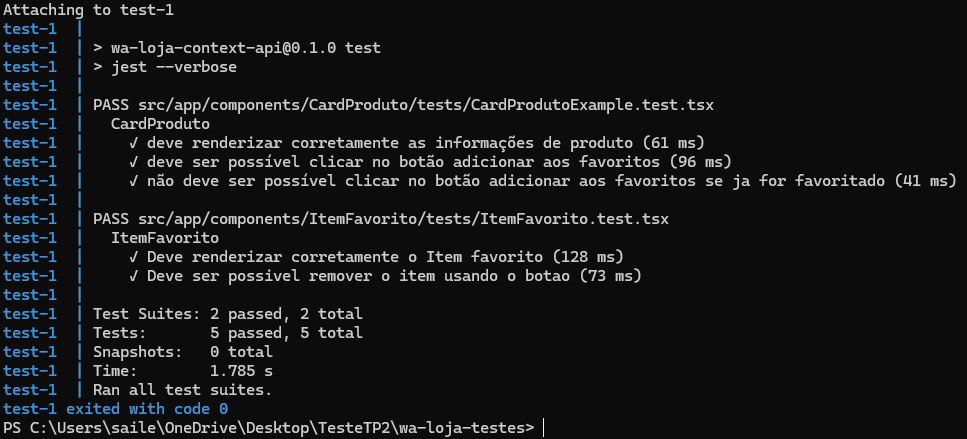 Attaching to test-1
test-1  |
test-1  | > wa-loja-context-api@0.1.0 test
test-1  | > jest --verbose
test-1  |
test-1  | PASS src/app/components/CardProduto/tests/CardProdutoExample.test.tsx
test-1  |   CardProduto
test-1  |     √ deve renderizar corretamente as informações de produto (61 ms)
test-1  |     √ deve ser possível clicar no botão adicionar aos favoritos (96 ms)
test-1  |     √ não deve ser possível clicar no botão adicionar aos favoritos se ja for favoritado (41 ms)
test-1  |
test-1  | PASS src/app/components/ItemFavorito/tests/ItemFavorito.test.tsx
test-1  |   ItemFavorito
test-1  |     √ Deve renderizar corretamente o Item favorito (128 ms)
test-1  |     √ Deve ser possivel remover o item usando o botao (73 ms)
test-1  |
test-1  | Test Suites: 2 passed, 2 total
test-1  | Tests:       5 passed, 5 total
test-1  | Snapshots:   0 total
test-1  | Time:        1.785 s
test-1  | Ran all test suites.
test-1 exited with code 0
PS C:\Users\saile\OneDrive\Desktop\TesteTP2\wa-loja-testes>